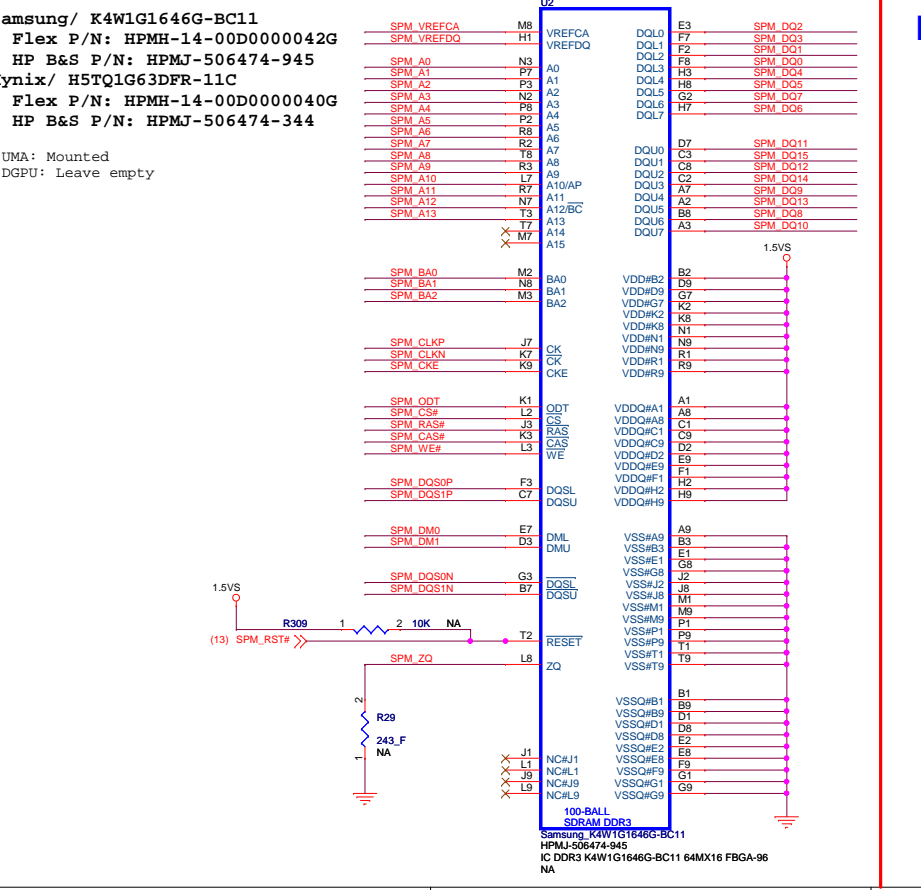 amsung/ K4W1G1646G-BC11
Flex P/N: HPMH-14-00D0000042G
HP B&S P/N: HPMJ-506474-945
ynix/ H5TQ1G63DFR-11C
Flex P/N: HPMH-14-00D0000040G
HP B&S P/N: HPMJ-506474-344
UMA: Mounted
DGPU: Leave empty
U2
SPM_VREFCA M8 VREFCA DQL0 E3 SPM_DQ2
SPM_VREFDQ H1 VREFDQ DQL1 F7 SPM_DQ3
DQL2 F2 SPM_DQ1
SPM_A0 N3 A0 DQL3 F8 SPM_DQ0
SPM_A1 P7 A1 DQL4 H3 SPM_DQ4
SPM_A2 P3 A2 DQL5 H8 SPM_DQ5
SPM_A3 N2 A3 DQL6 G2 SPM_DQ7
SPM_A4 P8 A4 DQL7 H7 SPM_DQ6
SPM_A5 P2 A5
SPM_A6 R8 A6
SPM_A7 R2 A7 DQU0 D7 SPM_DQ11
SPM_A8 T8 A8 DQU1 C3 SPM_DQ15
SPM_A9 R3 A9 DQU2 C8 SPM_DQ12
SPM_A10 L7 A10/AP DQU3 C2 SPM_DQ14
SPM_A11 R7 A11 DQU4 A7 SPM_DQ9
SPM_A12 N7 A12/BC DQU5 A2 SPM_DQ13
SPM_A13 T3 A13 DQU6 B8 SPM_DQ8
T7 A14 DQU7 A3 SPM_DQ10
M7 A15
1.5VS
SPM_BA0 M2 BA0 VDD#B2 B2
SPM_BA1 N8 BA1 VDD#D9 D9
SPM_BA2 M3 BA2 VDD#G7 G7
VDD#K2 K2
VDD#K8 K8
VDD#N1 N1
SPM_CLKP J7 CK VDD#N9 N9
SPM_CLKN K7 CK VDD#R1 R1
SPM_CKE K9 CKE VDD#R9 R9
SPM_ODT K1 ODT VDDQ#A1 A1
SPM_CS# L2 CS VDDQ#A8 A8
SPM_RAS# J3 RAS VDDQ#C1 C1
SPM_CAS# K3 CAS VDDQ#C9 C9
SPM_WE# L3 WE VDDQ#D2 D2
VDDQ#E9 E9
VDDQ#F1 F1
SPM_DQS0P F3 DQSL VDDQ#H2 H2
SPM_DQS1P C7 DQSU VDDQ#H9 H9
SPM_DM0 E7 DML VSS#A9 A9
SPM_DM1 D3 DMU VSS#B3 B3
VSS#E1 E1
VSS#G8 G8
SPM_DQS0N G3 DQSL VSS#J2 J2
SPM_DQS1N B7 DQSU VSS#J8 J8
1.5VS
VSS#M1 M1
VSS#M9 M9
R309 1 2 10K NA VSS#P1 P1
(13) SPM_RST# T2 RESET VSS#P9 P9
VSS#T1 T1
SPM_ZQ L8 ZQ VSS#T9 T9
2
R29
243_F
NA
1
VSSQ#B1 B1
VSSQ#B9 B9
VSSQ#D1 D1
VSSQ#D8 D8
VSSQ#E2 E2
J1 NC#J1 VSSQ#E8 E8
L1 NC#L1 VSSQ#F9 F9
J9 NC#J9 VSSQ#G1 G1
L9 NC#L9 VSSQ#G9 G9
100-BALL
SDRAM DDR3
Samsung_K4W1G1646G-BC11
HPMJ-506474-945
IC DDR3 K4W1G1646G-BC11 64MX16 FBGA-96
NA